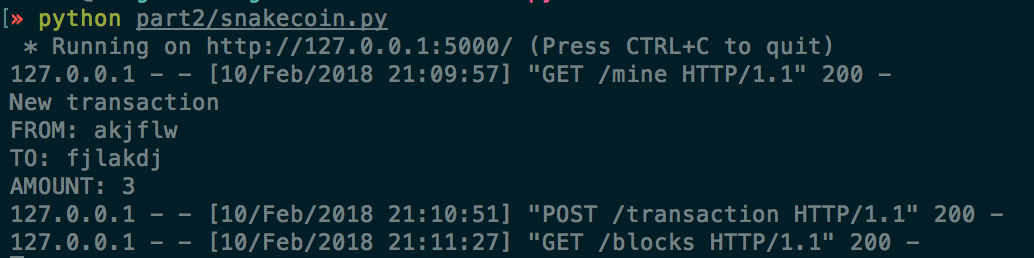 [» python part2/snakecoin.py
 * Running on http://127.0.0.1:5000/ (Press CTRL+C to quit)
127.0.0.1 - - [10/Feb/2018 21:09:57] "GET /mine HTTP/1.1" 200 -
New transaction
FROM: akjflw
TO: fjlakdj
AMOUNT: 3
127.0.0.1 - - [10/Feb/2018 21:10:51] "POST /transaction HTTP/1.1" 200 -
127.0.0.1 - - [10/Feb/2018 21:11:27] "GET /blocks HTTP/1.1" 200 -